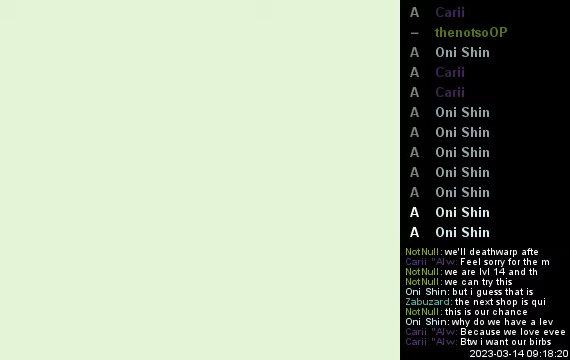 A Carii
– thenotsoOP
A Oni Shin
A Carii
A Carii
A Oni Shin
A Oni Shin
A Oni Shin
A Oni Shin
A Oni Shin
A Oni Shin
A Oni Shin
NotNull: we'll deathwarp afte
Carii "Alw: Feel sorry for the m
NotNull: we are lvl 14 and th
NotNull: we can try this
Oni Shin: but i guess that is
Zabuzard: the next shop is qui
NotNull: this is our chance
Oni Shin: why do we have a lev
Carii "Alw: Because we love evee
Carii "Alw: Btw i want our birbs
2023-03-14 09:18:20